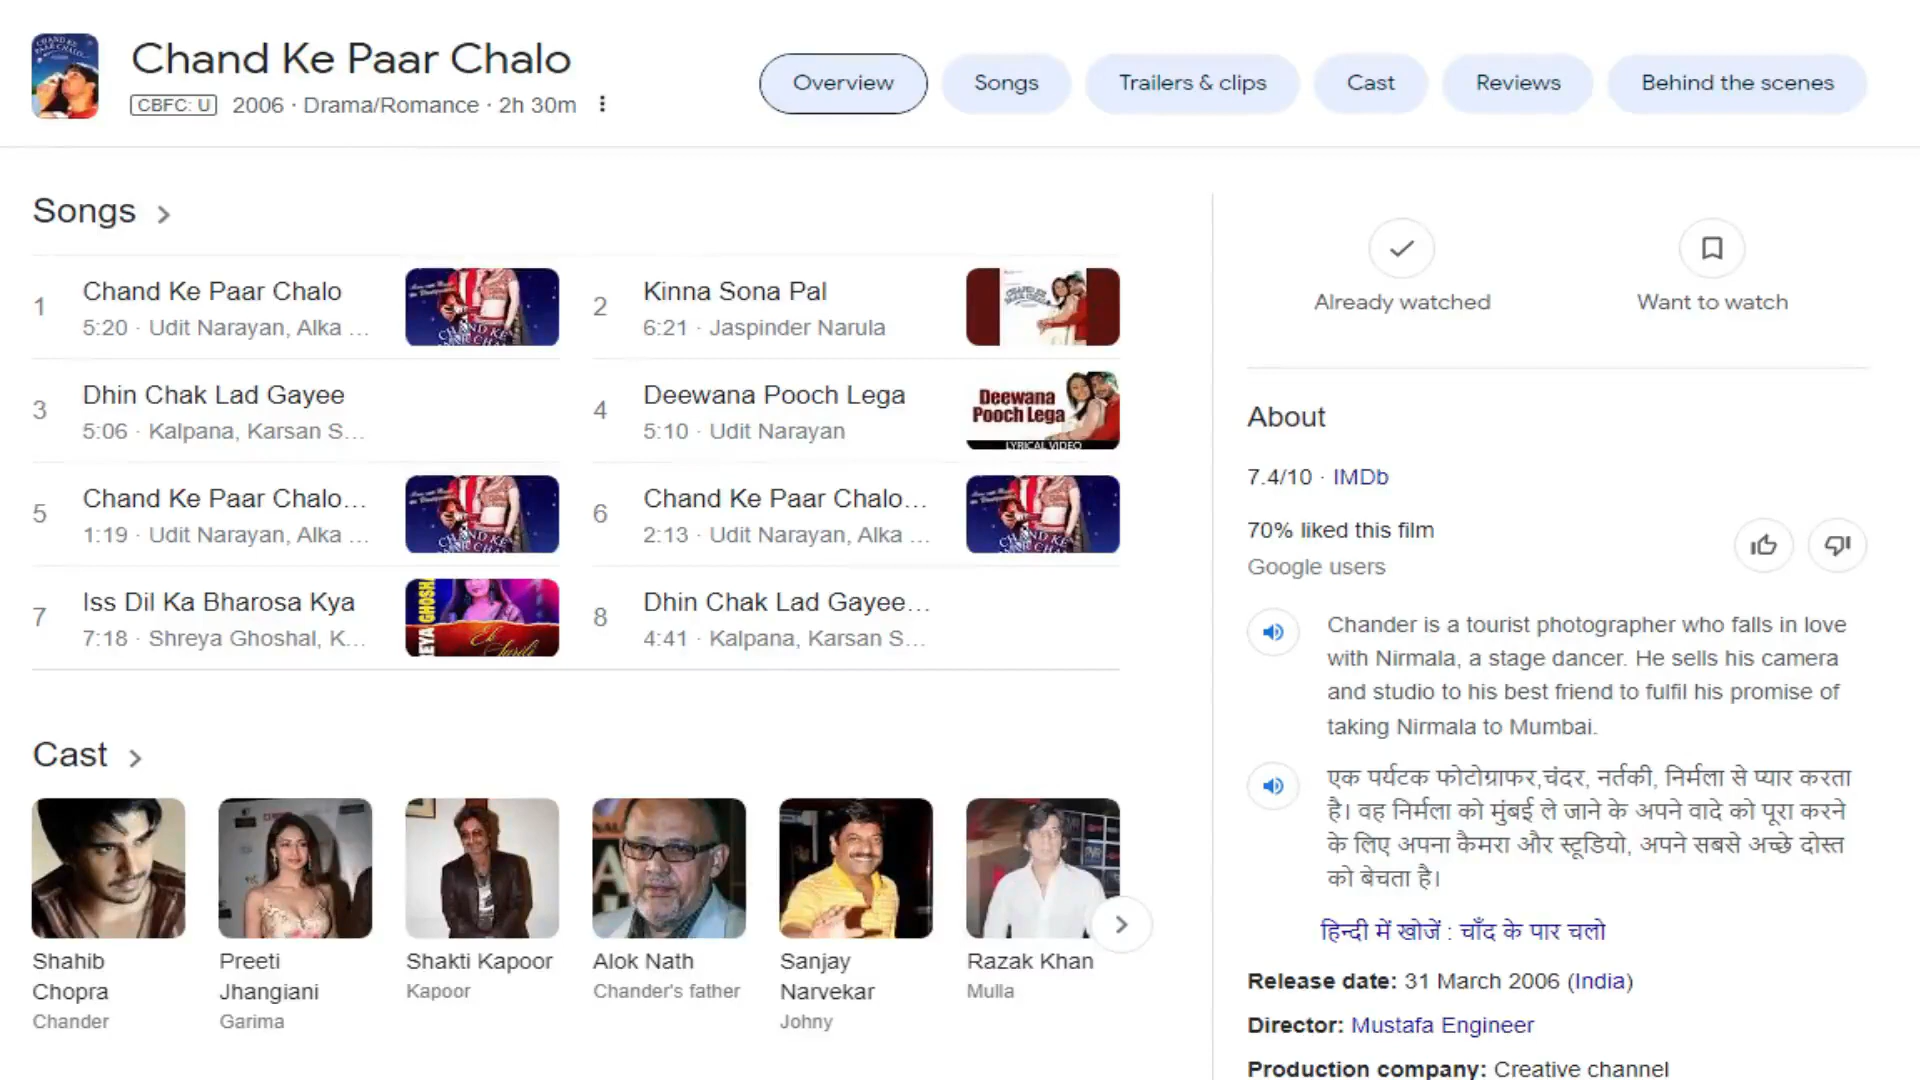 Chand Ke Paar Chalo
CBFC: U 2006 · Drama/Romance · 2h 30m
Overview
Songs
Trailers & clips
Cast
Reviews
Behind the scenes
Songs
1 Chand Ke Paar Chalo
5:20 · Udit Narayan, Alka ...
2 Kinna Sona Pal
6:21 · Jaspinder Narula
3 Dhin Chak Lad Gayee
5:06 · Kalpana, Karsan S...
4 Deewana Pooch Lega
5:10 · Udit Narayan
Deewana
Pooch Lega
LYRICAL VIDEO
5 Chand Ke Paar Chalo...
1:19 · Udit Narayan, Alka ...
6 Chand Ke Paar Chalo...
2:13 · Udit Narayan, Alka ...
7 Iss Dil Ka Bharosa Kya
7:18 · Shreya Ghoshal, K...
8 Dhin Chak Lad Gayee...
4:41 · Kalpana, Karsan S...
Cast
Shahib
Chopra
Chander
Preeti
Jhangiani
Garima
Shakti Kapoor
Kapoor
Alok Nath
Chander's father
Sanjay
Narvekar
Johny
Razak Khan
Mulla
Already watched
Want to watch
About
7.4/10 · IMDb
70% liked this film
Google users
Chander is a tourist photographer who falls in love
with Nirmala, a stage dancer. He sells his camera
and studio to his best friend to fulfil his promise of
taking Nirmala to Mumbai.
एक पर्यटक फोटोग्राफर,चंदर, नर्तकी, निर्मला से प्यार करता
है। वह निर्मला को मुंबई ले जाने के अपने वादे को पूरा करने
के लिए अपना कैमरा और स्टूडियो, अपने सबसे अच्छे दोस्त
को बेचता है।
हिन्दी में खोजें : चाँद के पार चलो
Release date: 31 March 2006 (India)
Director: Mustafa Engineer
Production company: Creative channel